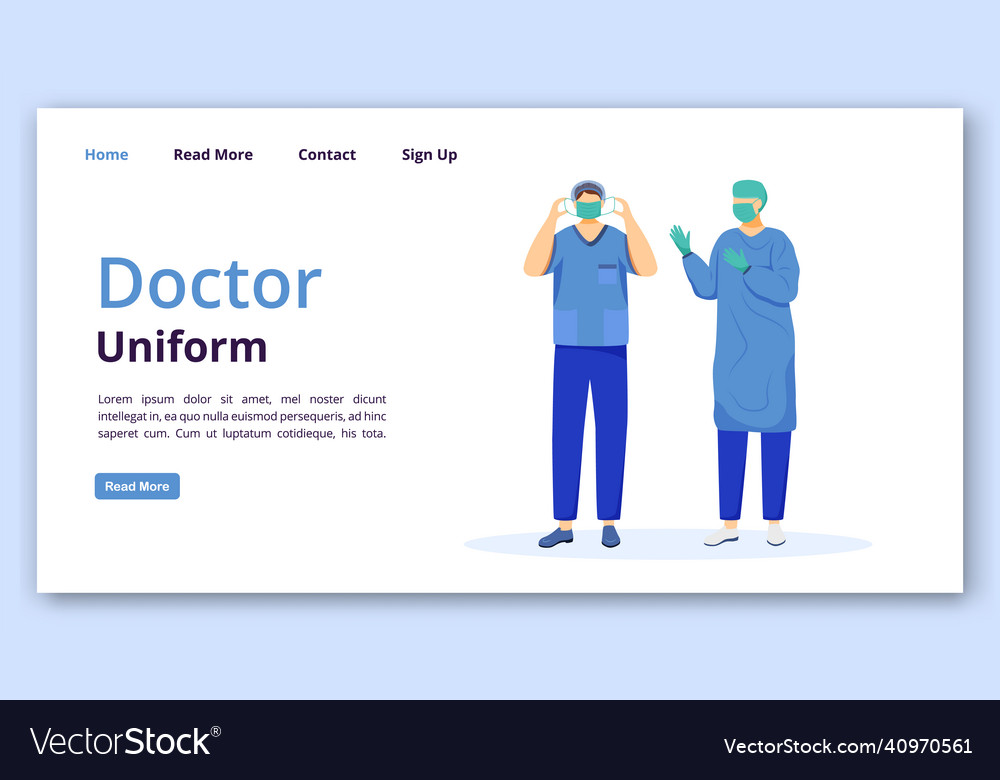 Home Read More Contact Sign Up
Doctor
Uniform
Lorem ipsum dolor sit amet, mel noster dicunt
intellegat in, ea quo nulla euismod persequeris, ad hinc
saperet cum. Cum ut luptatum cotidieque, his tota.
Read More
VectorStock®
VectorStock.com/40970561